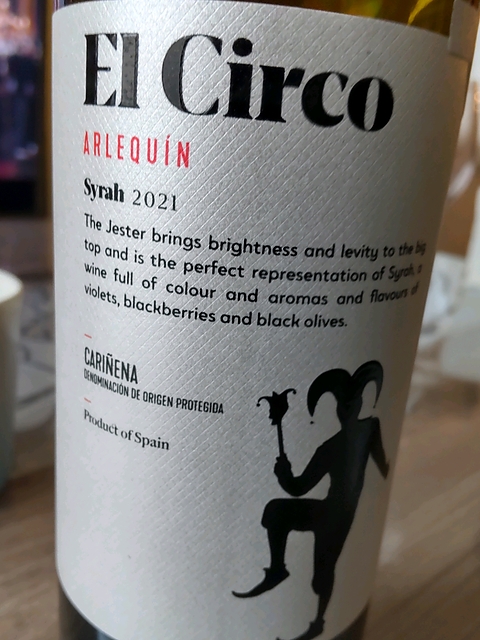 El Circo
ARLEQUÍN
Syrah 2021
The Jester brings brightness and levity to the big
top and is the perfect representation of Syrah, a
wine full of colour and aromas and flavours of
violets, blackberries and black olives.
CARIÑENA
DENOMINACIÓN DE ORIGEN PROTEGIDA
Product of Spain